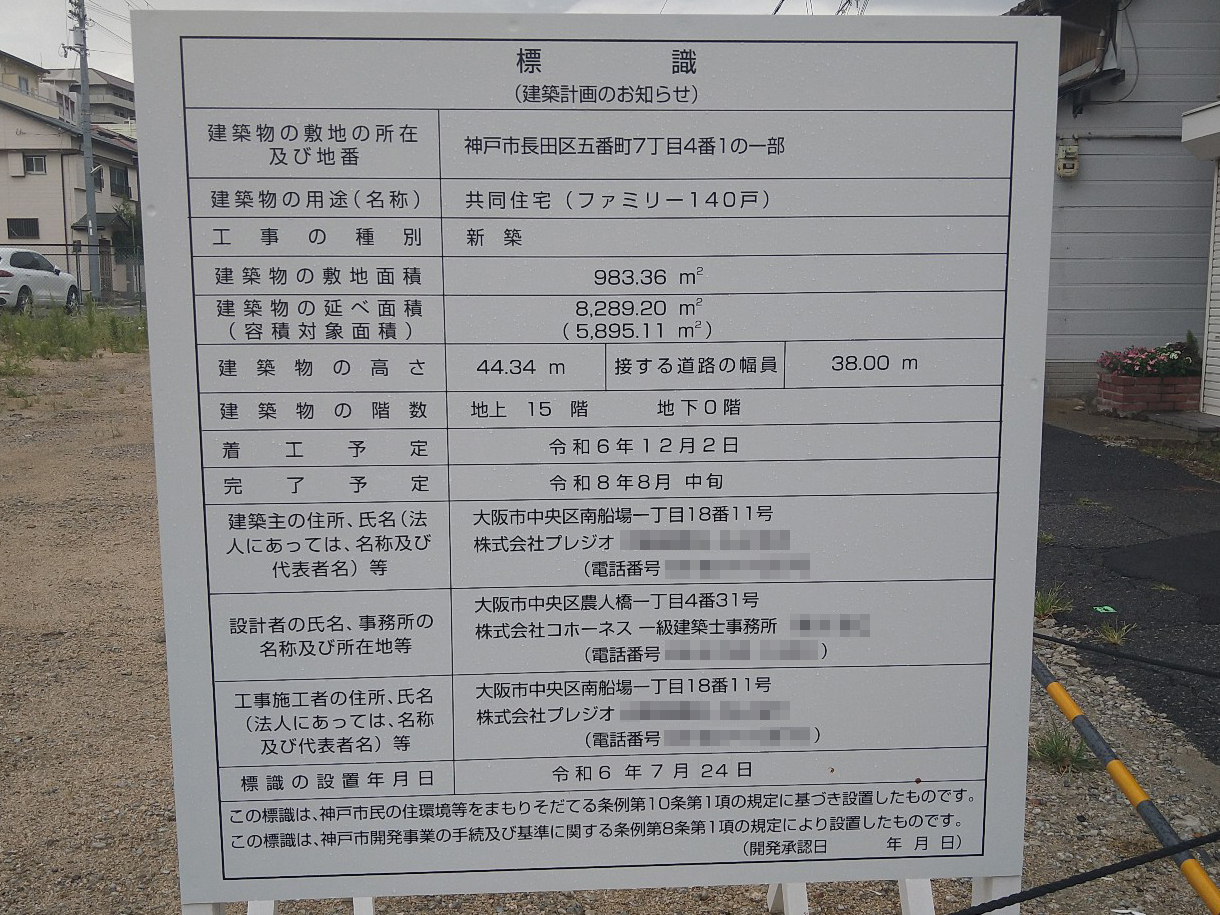 標 識
(建築計画のお知らせ)
建築物の敷地の所在
及び地番
神戸市長田区五番町7丁目4番1の一部
建築物の用途(名称)
共同住宅(ファミリー140戸)
工事の種別
新 築
建築物の敷地面積
983.36 m²
建築物の延べ面積
(容積対象面積)
8,289.20 m²
(5,895.11 m²)
建築物の高さ
44.34 m
接する道路の幅員
38.00 m
建築物の階数
地上 15 階 地下0階
着工予定
令和6年12月2日
完了予定
令和8年8月 中旬
建築主の住所、氏名(法
人にあっては、名称及び
代表者名)等
大阪市中央区南船場一丁目18番11号
株式会社プレジオ
(電話番号
設計者の氏名、事務所の
名称及び所在地等
大阪市中央区農人橋一丁目4番31号
株式会社コホーネス 一級建築士事務所
(電話番号 )
工事施工者の住所、氏名
(法人にあっては、名称
及び代表者名)等
大阪市中央区南船場一丁目18番11号
株式会社プレジオ
(電話番号 )
標識の設置年月日
令和6年7月24日
この標識は、神戸市民の住環境等をまもりそだてる条例第10条第1項の規定に基づき設置したものです。
この標識は、神戸市開発事業の手続及び基準に関する条例第8条第1項の規定により設置したものです。
(開発承認日 年 月 日)